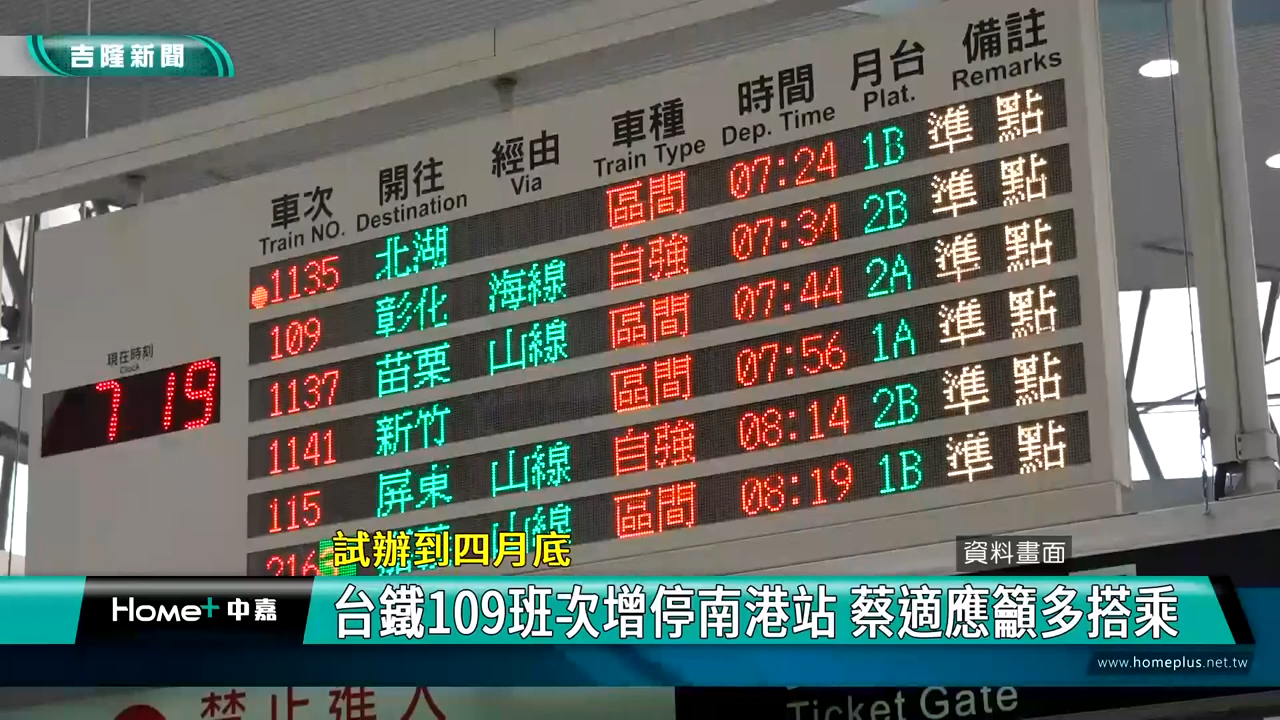 吉隆新聞
車次 開往 經由 車種 時間 月台 備註
Train NO. Destination Via Train Type Dep. Time Plat. Remarks
1135 北湖 區間 07:24 1B 準點
109 彰化 海線 自強 07:34 2B 準點
1137 苗栗 山線 區間 07:44 2A 準點
1141 新竹 區間 07:56 1A 準點
115 屏東 山線 自強 08:14 2B 準點
216 山線 區間 08:19 1B 準點
現在時刻
Clock
7 19
試辦到四月底
資料畫面
Home+ 中嘉
台鐵109班次增停南港站 蔡適應籲多搭乘
www.homeplus.net.tw
禁止進入
Ticket Gate